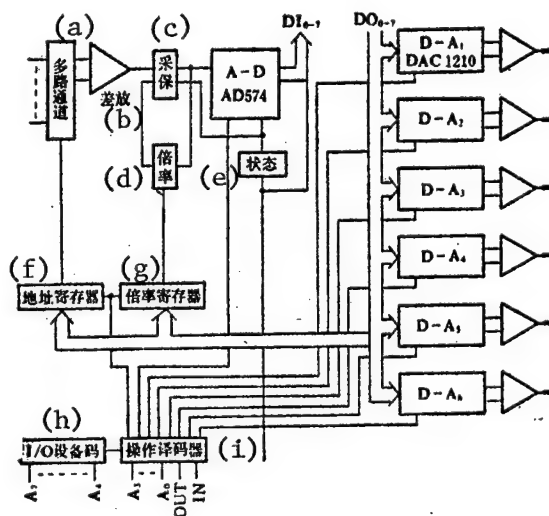 (a)
多路通道
差放
(b)
(c)
采保
(d)
倍率
A-D
AD574
(e)
状态
DI₀₋₇
DO₀₋₇
D-A₁
DAC 1210
D-A₂
D-A₃
D-A₄
D-A₅
D-A₆
(f)
地址寄存器
(g)
倍率寄存器
(h)
I/O设备码
操作译码器
(i)
A₇
A₄
A₃
A₀
OUT
IN